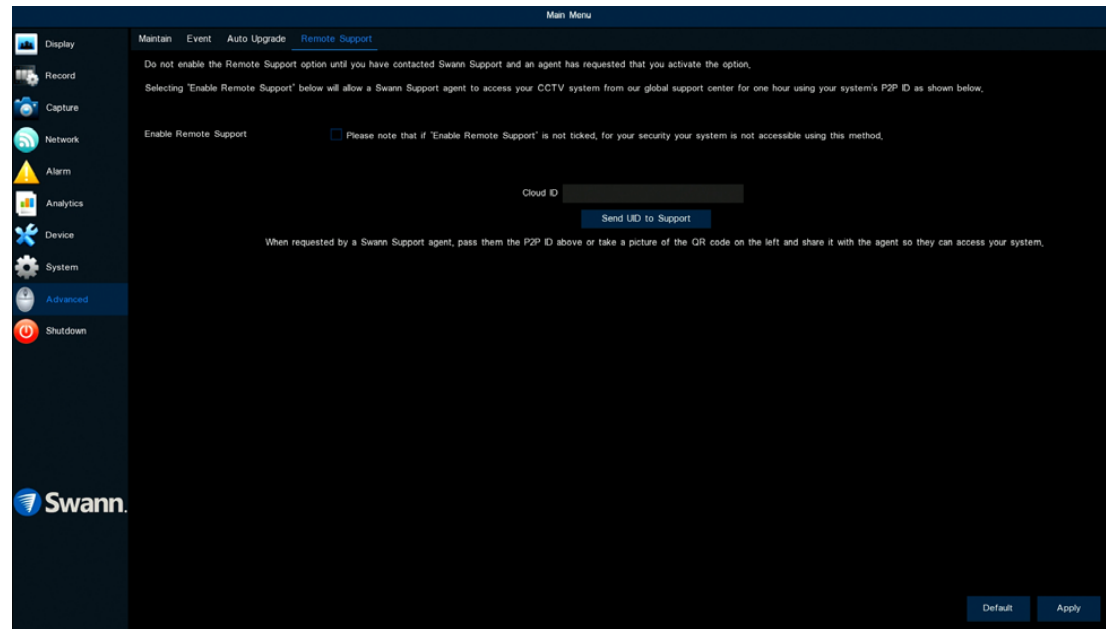 Main Menu
Display
Record
Capture
Network
Alarm
Analytics
Device
System
Advanced
Shutdown
Swann.
Maintain Event Auto Upgrade Remote Support
Do not enable the Remote Support option until you have contacted Swann Support and an agent has requested that you activate the option.
Selecting "Enable Remote Support" below will allow a Swann Support agent to access your CCTV system from our global support center for one hour using your system's P2P ID as shown below.
Enable Remote Support Please note that if "Enable Remote Support" is not ticked, for your security your system is not accessible using this method.
Cloud ID
Send UID to Support
When requested by a Swann Support agent, pass them the P2P ID above or take a picture of the QR code on the left and share it with the agent so they can access your system.
Default Apply